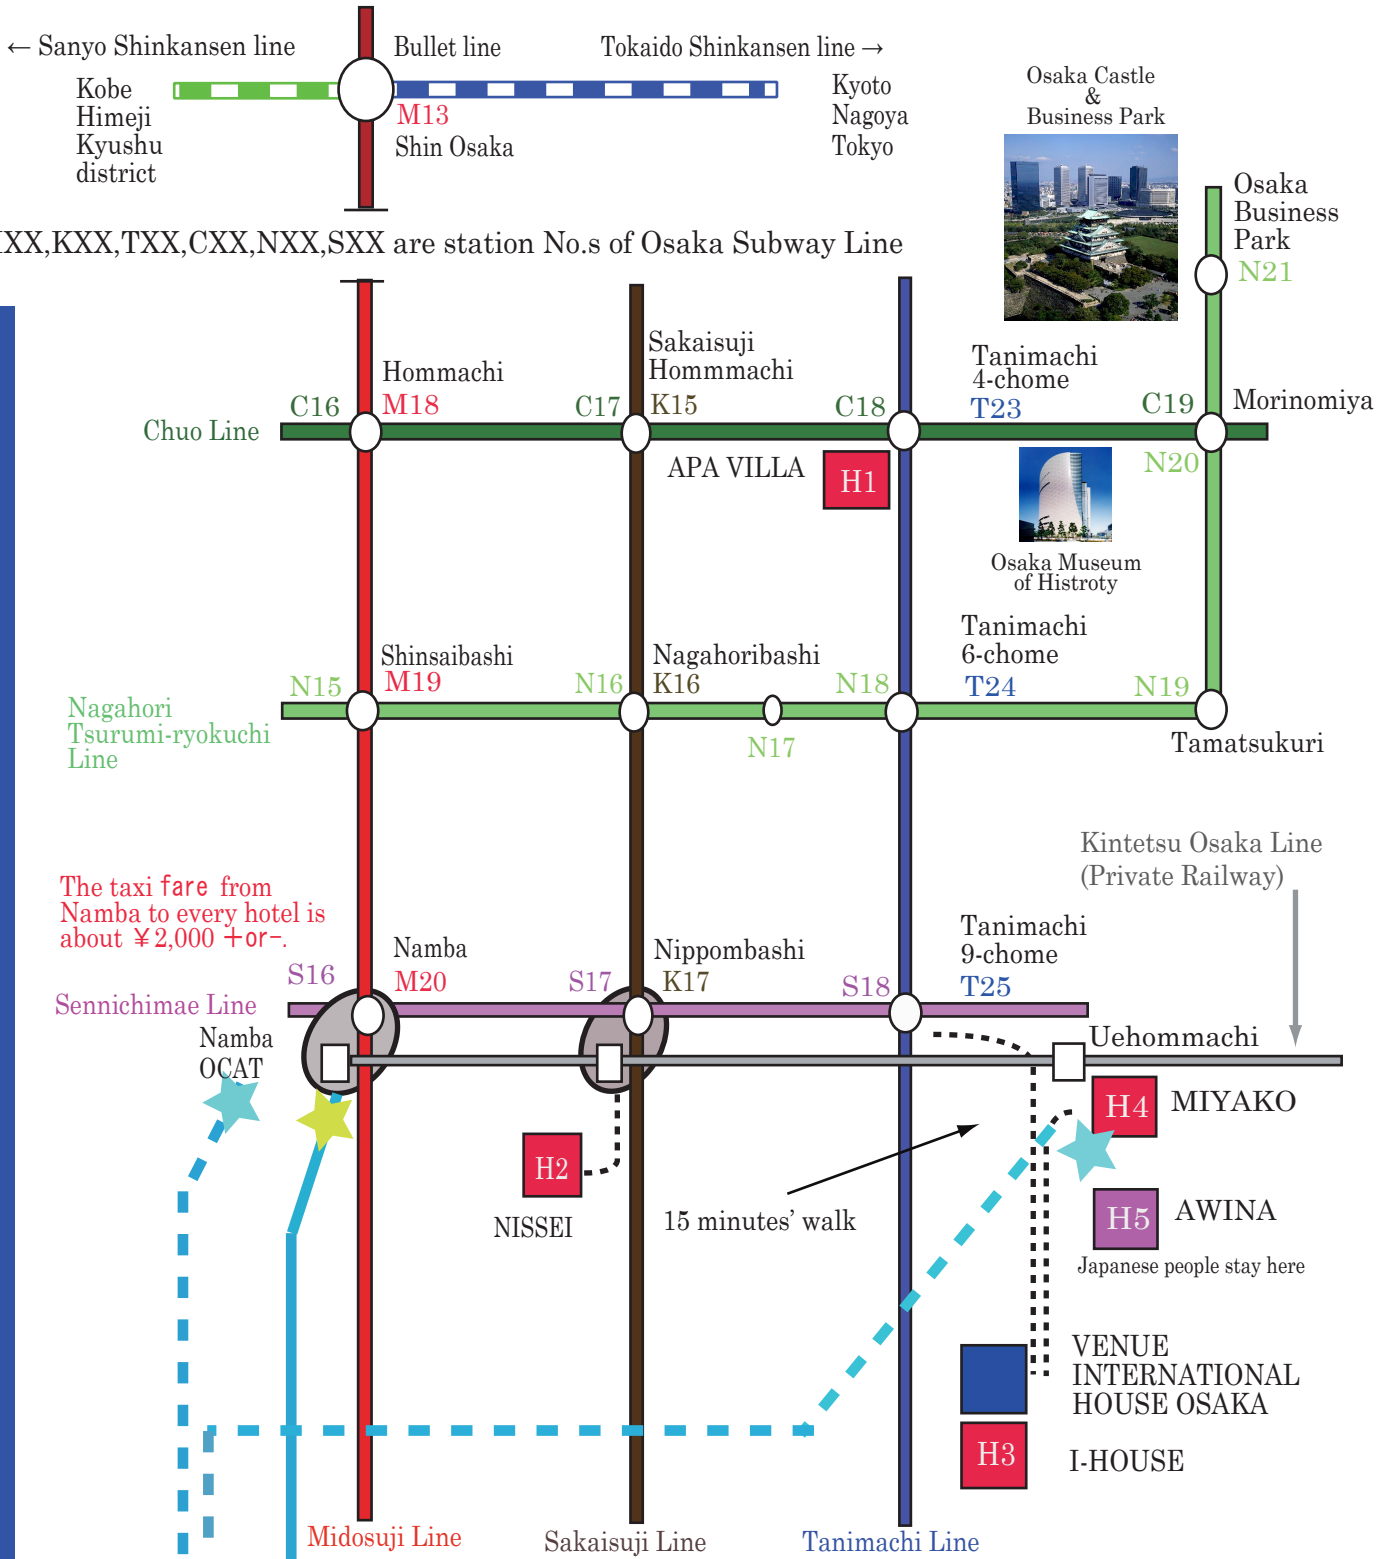 ← Sanyo Shinkansen line
Bullet line
Tokaido Shinkansen line →
Kobe
Himeji
Kyushu
district
M13
Shin Osaka
Kyoto
Nagoya
Tokyo
Osaka Castle
&
Business Park
Osaka
Business
Park
N21
XX,KXX,TXX,CXX,NXX,SXX are station No.s of Osaka Subway Line
Hommachi
C16
M18
Sakaisuji
Hommmachi
C17
K15
C18
Tanimachi
4-chome
T23
C19
Morinomiya
Chuo Line
N20
APA VILLA
H1
Osaka Museum
of Histroty
Shinsaibashi
N15
M19
Nagahoribashi
N16
K16
N18
Tanimachi
6-chome
T24
N19
Nagahori
Tsurumi-ryokuchi
Line
N17
Tamatsukuri
Kintetsu Osaka Line
(Private Railway)
The taxi fare from
Namba to every hotel is
about ¥2,000 +or-.
Namba
S16
M20
Nippombashi
S17
K17
S18
Tanimachi
9-chome
T25
Sennichimae Line
Namba
OCAT
Uehommachi
H4
MIYAKO
H2
NISSEI
15 minutes' walk
H5
AWINA
Japanese people stay here
VENUE
INTERNATIONAL
HOUSE OSAKA
H3
I-HOUSE
Midosuji Line
Sakaisuji Line
Tanimachi Line